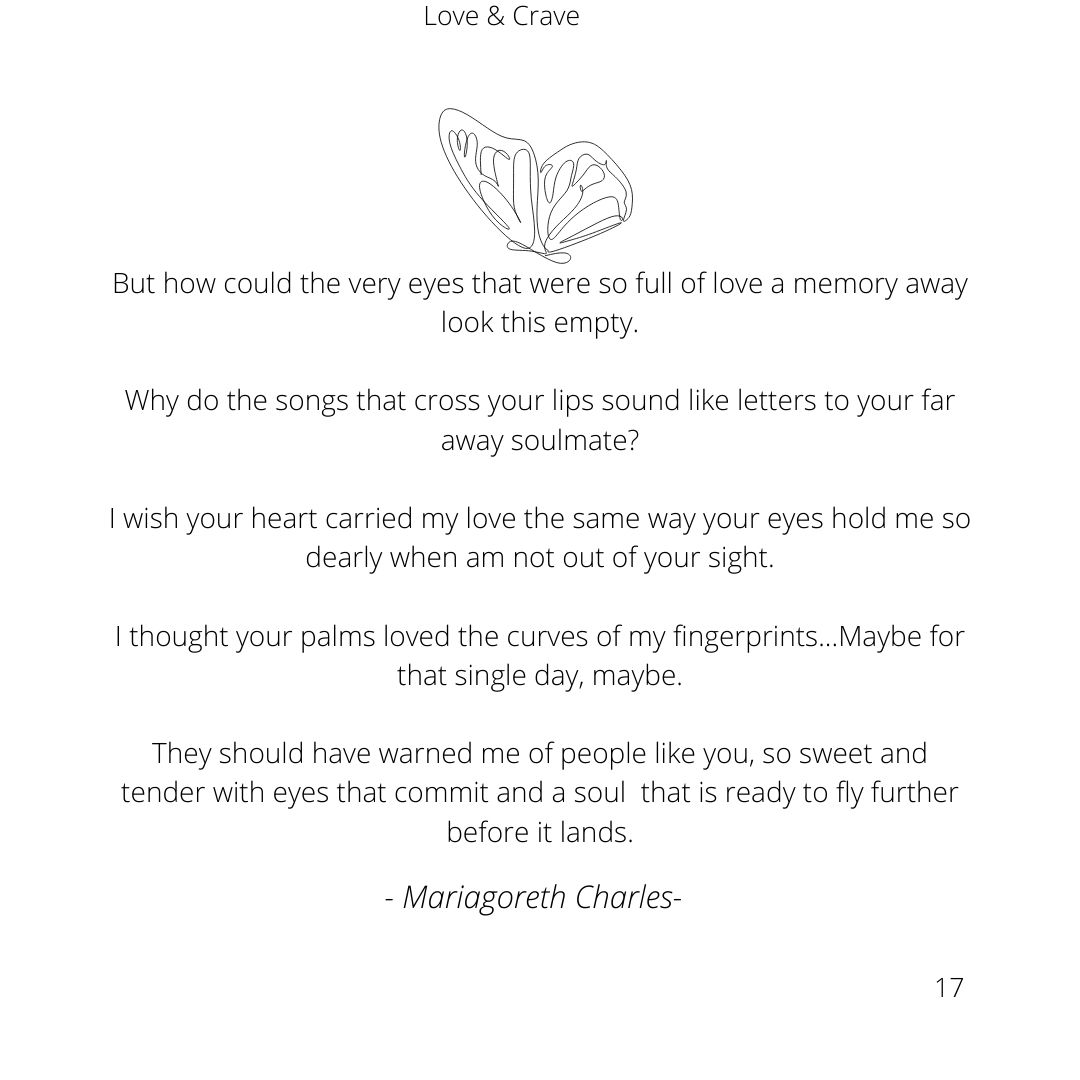 Love & Crave
But how could the very eyes that were so full of love a memory away
look this empty.
Why do the songs that cross your lips sound like letters to your far
away soulmate?
I wish your heart carried my love the same way your eyes hold me so
dearly when am not out of your sight.
I thought your palms loved the curves of my fingerprints...Maybe for
that single day, maybe.
They should have warned me of people like you, so sweet and
tender with eyes that commit and a soul  that is ready to fly further
before it lands.
- Mariagoreth Charles-
17